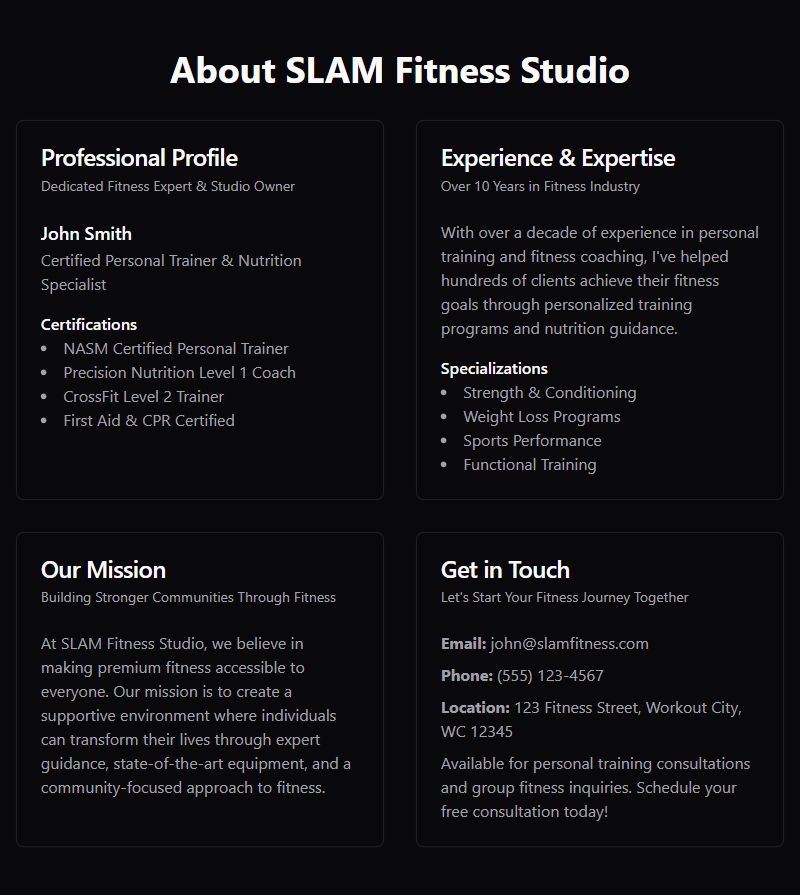 About SLAM Fitness Studio
Professional Profile
Dedicated Fitness Expert & Studio Owner
John Smith
Certified Personal Trainer & Nutrition
Specialist
Certifications
• NASM Certified Personal Trainer
• Precision Nutrition Level 1 Coach
• CrossFit Level 2 Trainer
• First Aid & CPR Certified
Experience & Expertise
Over 10 Years in Fitness Industry
With over a decade of experience in personal
training and fitness coaching, I've helped
hundreds of clients achieve their fitness
goals through personalized training
programs and nutrition guidance.
Specializations
• Strength & Conditioning
• Weight Loss Programs
• Sports Performance
• Functional Training
Our Mission
Building Stronger Communities Through Fitness
At SLAM Fitness Studio, we believe in
making premium fitness accessible to
everyone. Our mission is to create a
supportive environment where individuals
can transform their lives through expert
guidance, state-of-the-art equipment, and a
community-focused approach to fitness.
Get in Touch
Let's Start Your Fitness Journey Together
Email: john@slamfitness.com
Phone: (555) 123-4567
Location: 123 Fitness Street, Workout City,
WC 12345
Available for personal training consultations
and group fitness inquiries. Schedule your
free consultation today!